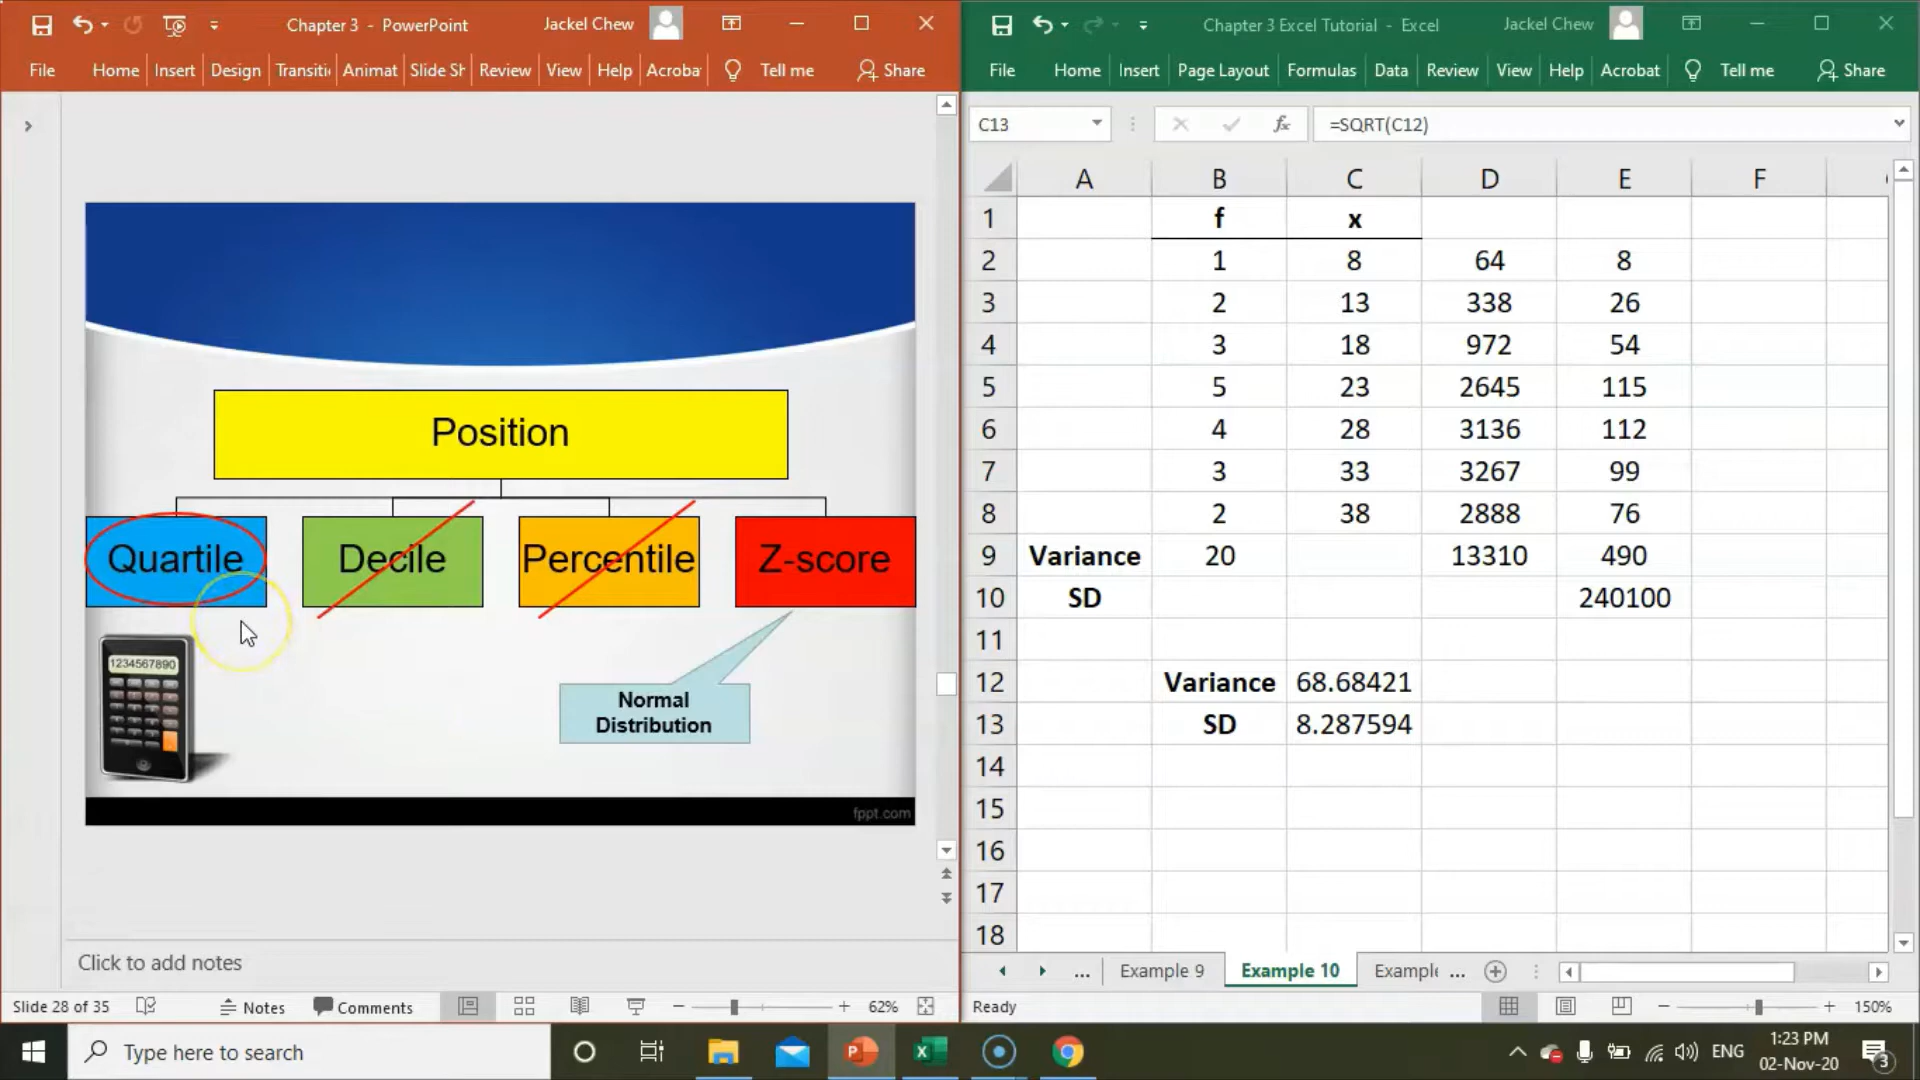 Chapter 3 - PowerPoint
Jackel Chew
File Home Insert Design Transitio Animat Slide Sh Review View Help Acroba Tell me Share
Position
Quartile Decile Percentile Z-score
1234567890
Normal
Distribution
fppt.com
Click to add notes
Slide 28 of 35 Notes Comments 62%
Chapter 3 Excel Tutorial - Excel
Jackel Chew
File Home Insert Page Layout Formulas Data Review View Help Acrobat Tell me Share
C13 fx =SQRT(C12)
A B C D E F
1 f x
2 1 8 64 8
3 2 13 338 26
4 3 18 972 54
5 5 23 2645 115
6 4 28 3136 112
7 3 33 3267 99
8 2 38 2888 76
9 Variance 20 13310 490
10 SD 240100
11
12 Variance 68.68421
13 SD 8.287594
14
15
16
17
18
... Example 9 Example 10 Example ...
Ready 150%
Type here to search
ENG
1:23 PM
02-Nov-20
3